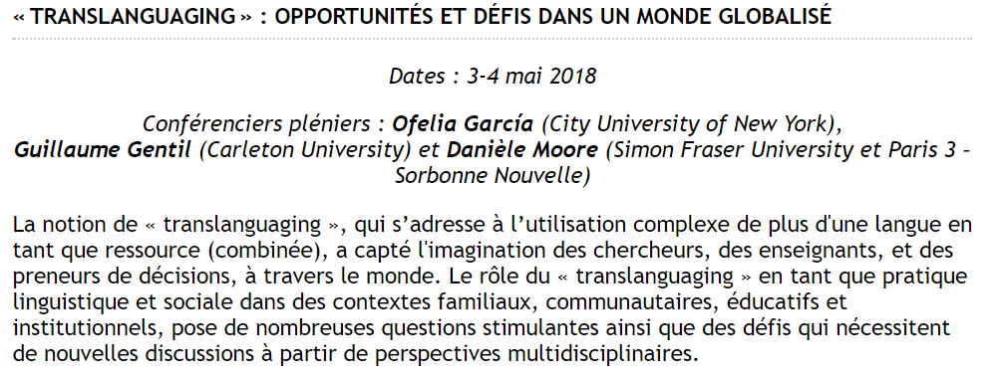 « TRANSLANGUAGING » : OPPORTUNITÉS ET DÉFIS DANS UN MONDE GLOBALISÉ
Dates : 3-4 mai 2018
Conférenciers pléniers : Ofelia García (City University of New York),
Guillaume Gentil (Carleton University) et Danièle Moore (Simon Fraser University et Paris 3 –
Sorbonne Nouvelle)
La notion de « translanguaging », qui s’adresse à l’utilisation complexe de plus d'une langue en
tant que ressource (combinée), a capté l'imagination des chercheurs, des enseignants, et des
preneurs de décisions, à travers le monde. Le rôle du « translanguaging » en tant que pratique
linguistique et sociale dans des contextes familiaux, communautaires, éducatifs et
institutionnels, pose de nombreuses questions stimulantes ainsi que des défis qui nécessitent
de nouvelles discussions à partir de perspectives multidisciplinaires.